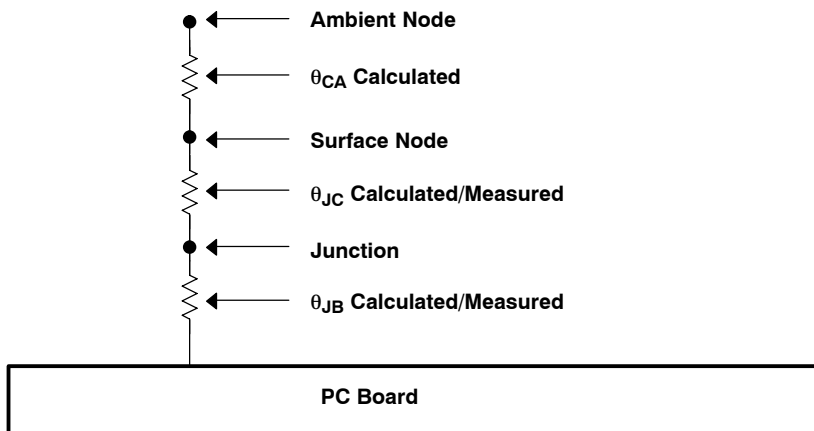 Ambient Node
θCA Calculated
Surface Node
θJC Calculated/Measured
Junction
θJB Calculated/Measured
PC Board